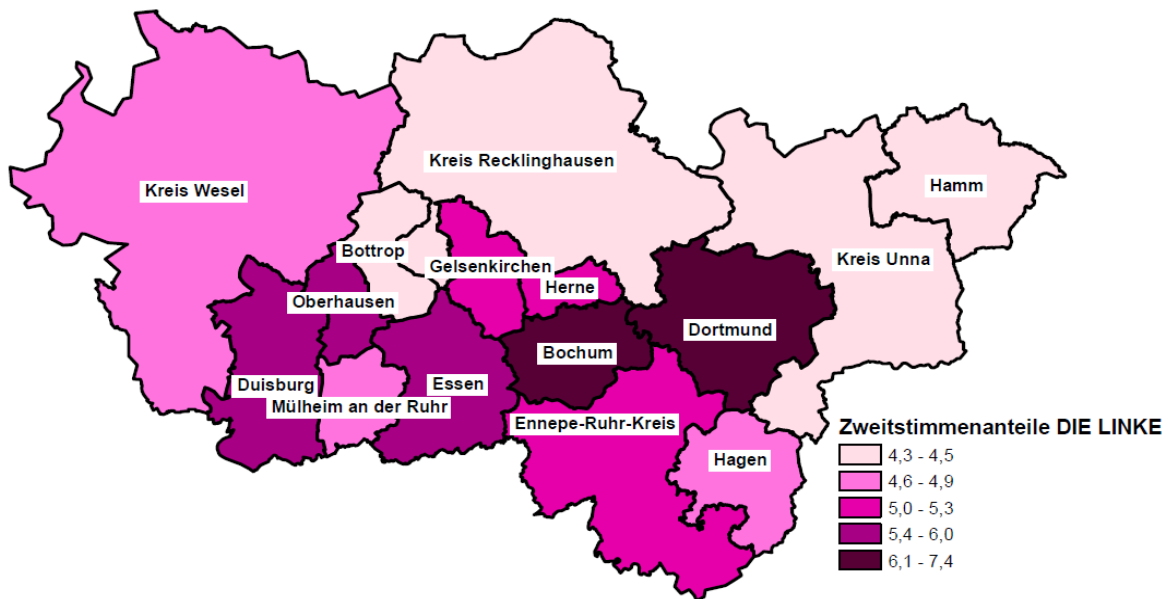 Kreis Recklinghausen
Kreis Wesel
Hamm
Bottrop
Kreis Unna
Gelsenkirchen
Herne
Oberhausen
Dortmund
Bochum
Duisburg
Essen
Mülheim an der Ruhr
Ennepe-Ruhr-Kreis
Hagen
Zweitstimmenanteile DIE LINKE
4,3 - 4,5
4,6 - 4,9
5,0 - 5,3
5,4 - 6,0
6,1 - 7,4